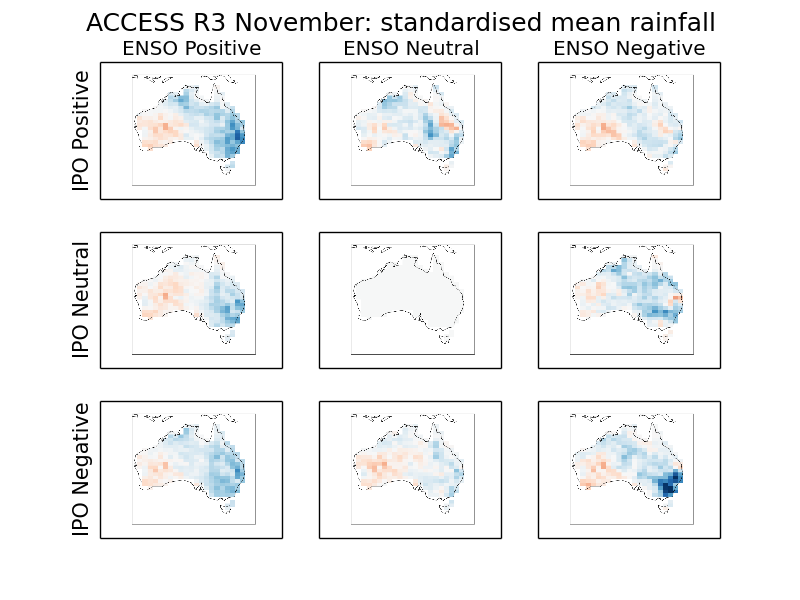 ACCESS R3 November: standardised mean rainfall
ENSO Positive
ENSO Neutral
ENSO Negative
IPO Positive
IPO Neutral
IPO Negative